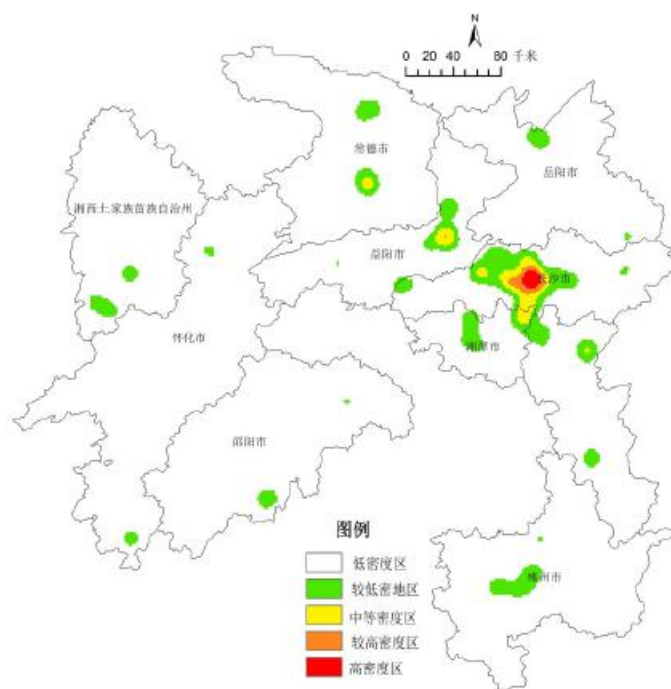 N
0 20 40 80 千米
常德市
岳阳市
湘西土家族苗族自治州
益阳市
长沙市
怀化市
湘潭市
邵阳市
郴州市
图例
低密度区
较低密地区
中等密度区
较高密度区
高密度区